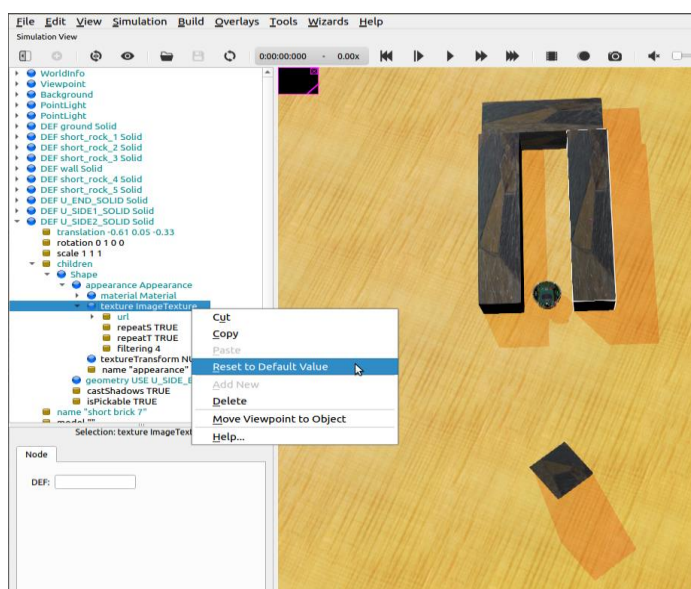 File Edit View Simulation Build Overlays Tools Wizards Help
Simulation View
0:00:00:000 - 0.00x
WorldInfo
Viewpoint
Background
PointLight
PointLight
DEF ground Solid
DEF short_rock_1 Solid
DEF short_rock_2 Solid
DEF short_rock_3 Solid
DEF wall Solid
DEF short_rock_4 Solid
DEF short_rock_5 Solid
DEF U_END_SOLID Solid
DEF U_SIDE1_SOLID Solid
DEF U_SIDE2_SOLID Solid
translation -0.61 0.05 -0.33
rotation 0 1 0 0
scale 1 1 1
children
Shape
appearance Appearance
material Material
texture ImageTexture
url
repeatS TRUE
repeatT TRUE
filtering 4
textureTransform NU
name "appearance"
geometry USE U_SIDE_
castShadows TRUE
isPickable TRUE
name "short brick 7"
model ""
Cut
Copy
Paste
Reset to Default Value
Add New
Delete
Move Viewpoint to Object
Help...
Selection: texture ImageText
Node
DEF: